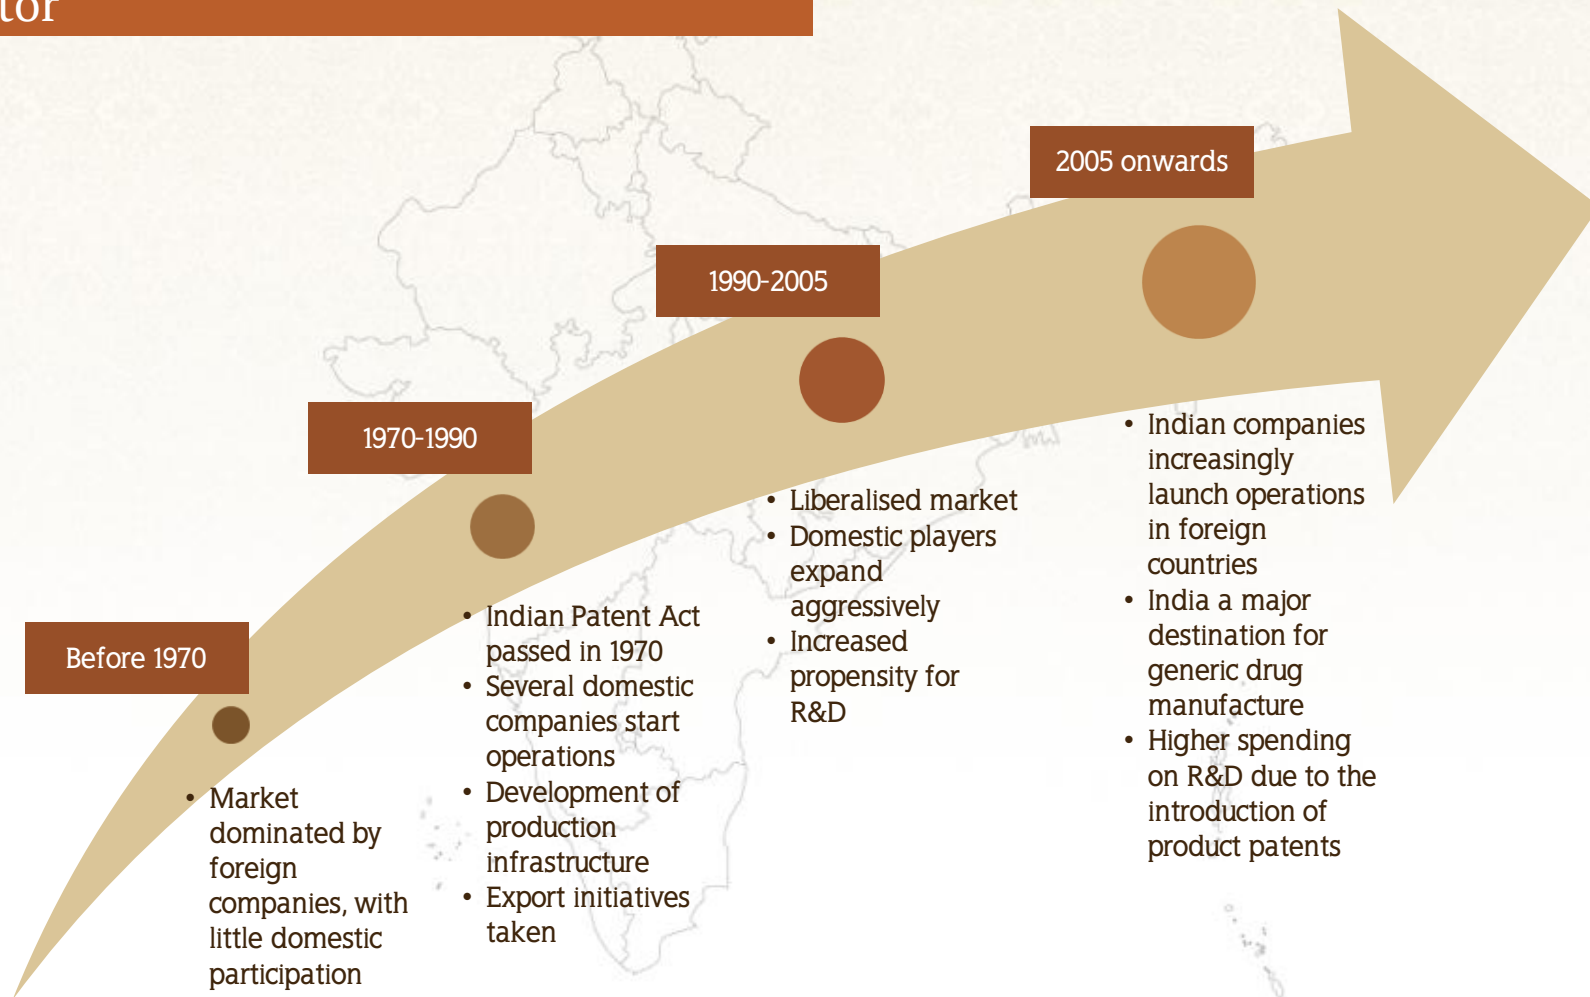 2005 onwards
1990-2005
1970-1990
Before 1970
• Market
dominated by
foreign
companies, with
little domestic
participation
• Indian Patent Act
passed in 1970
• Several domestic
companies start
operations
• Development of
production
infrastructure
• Export initiatives
taken
• Liberalised market
• Domestic players
expand
aggressively
• Increased
propensity for
R&D
• Indian companies
increasingly
launch operations
in foreign
countries
• India a major
destination for
generic drug
manufacture
• Higher spending
on R&D due to the
introduction of
product patents